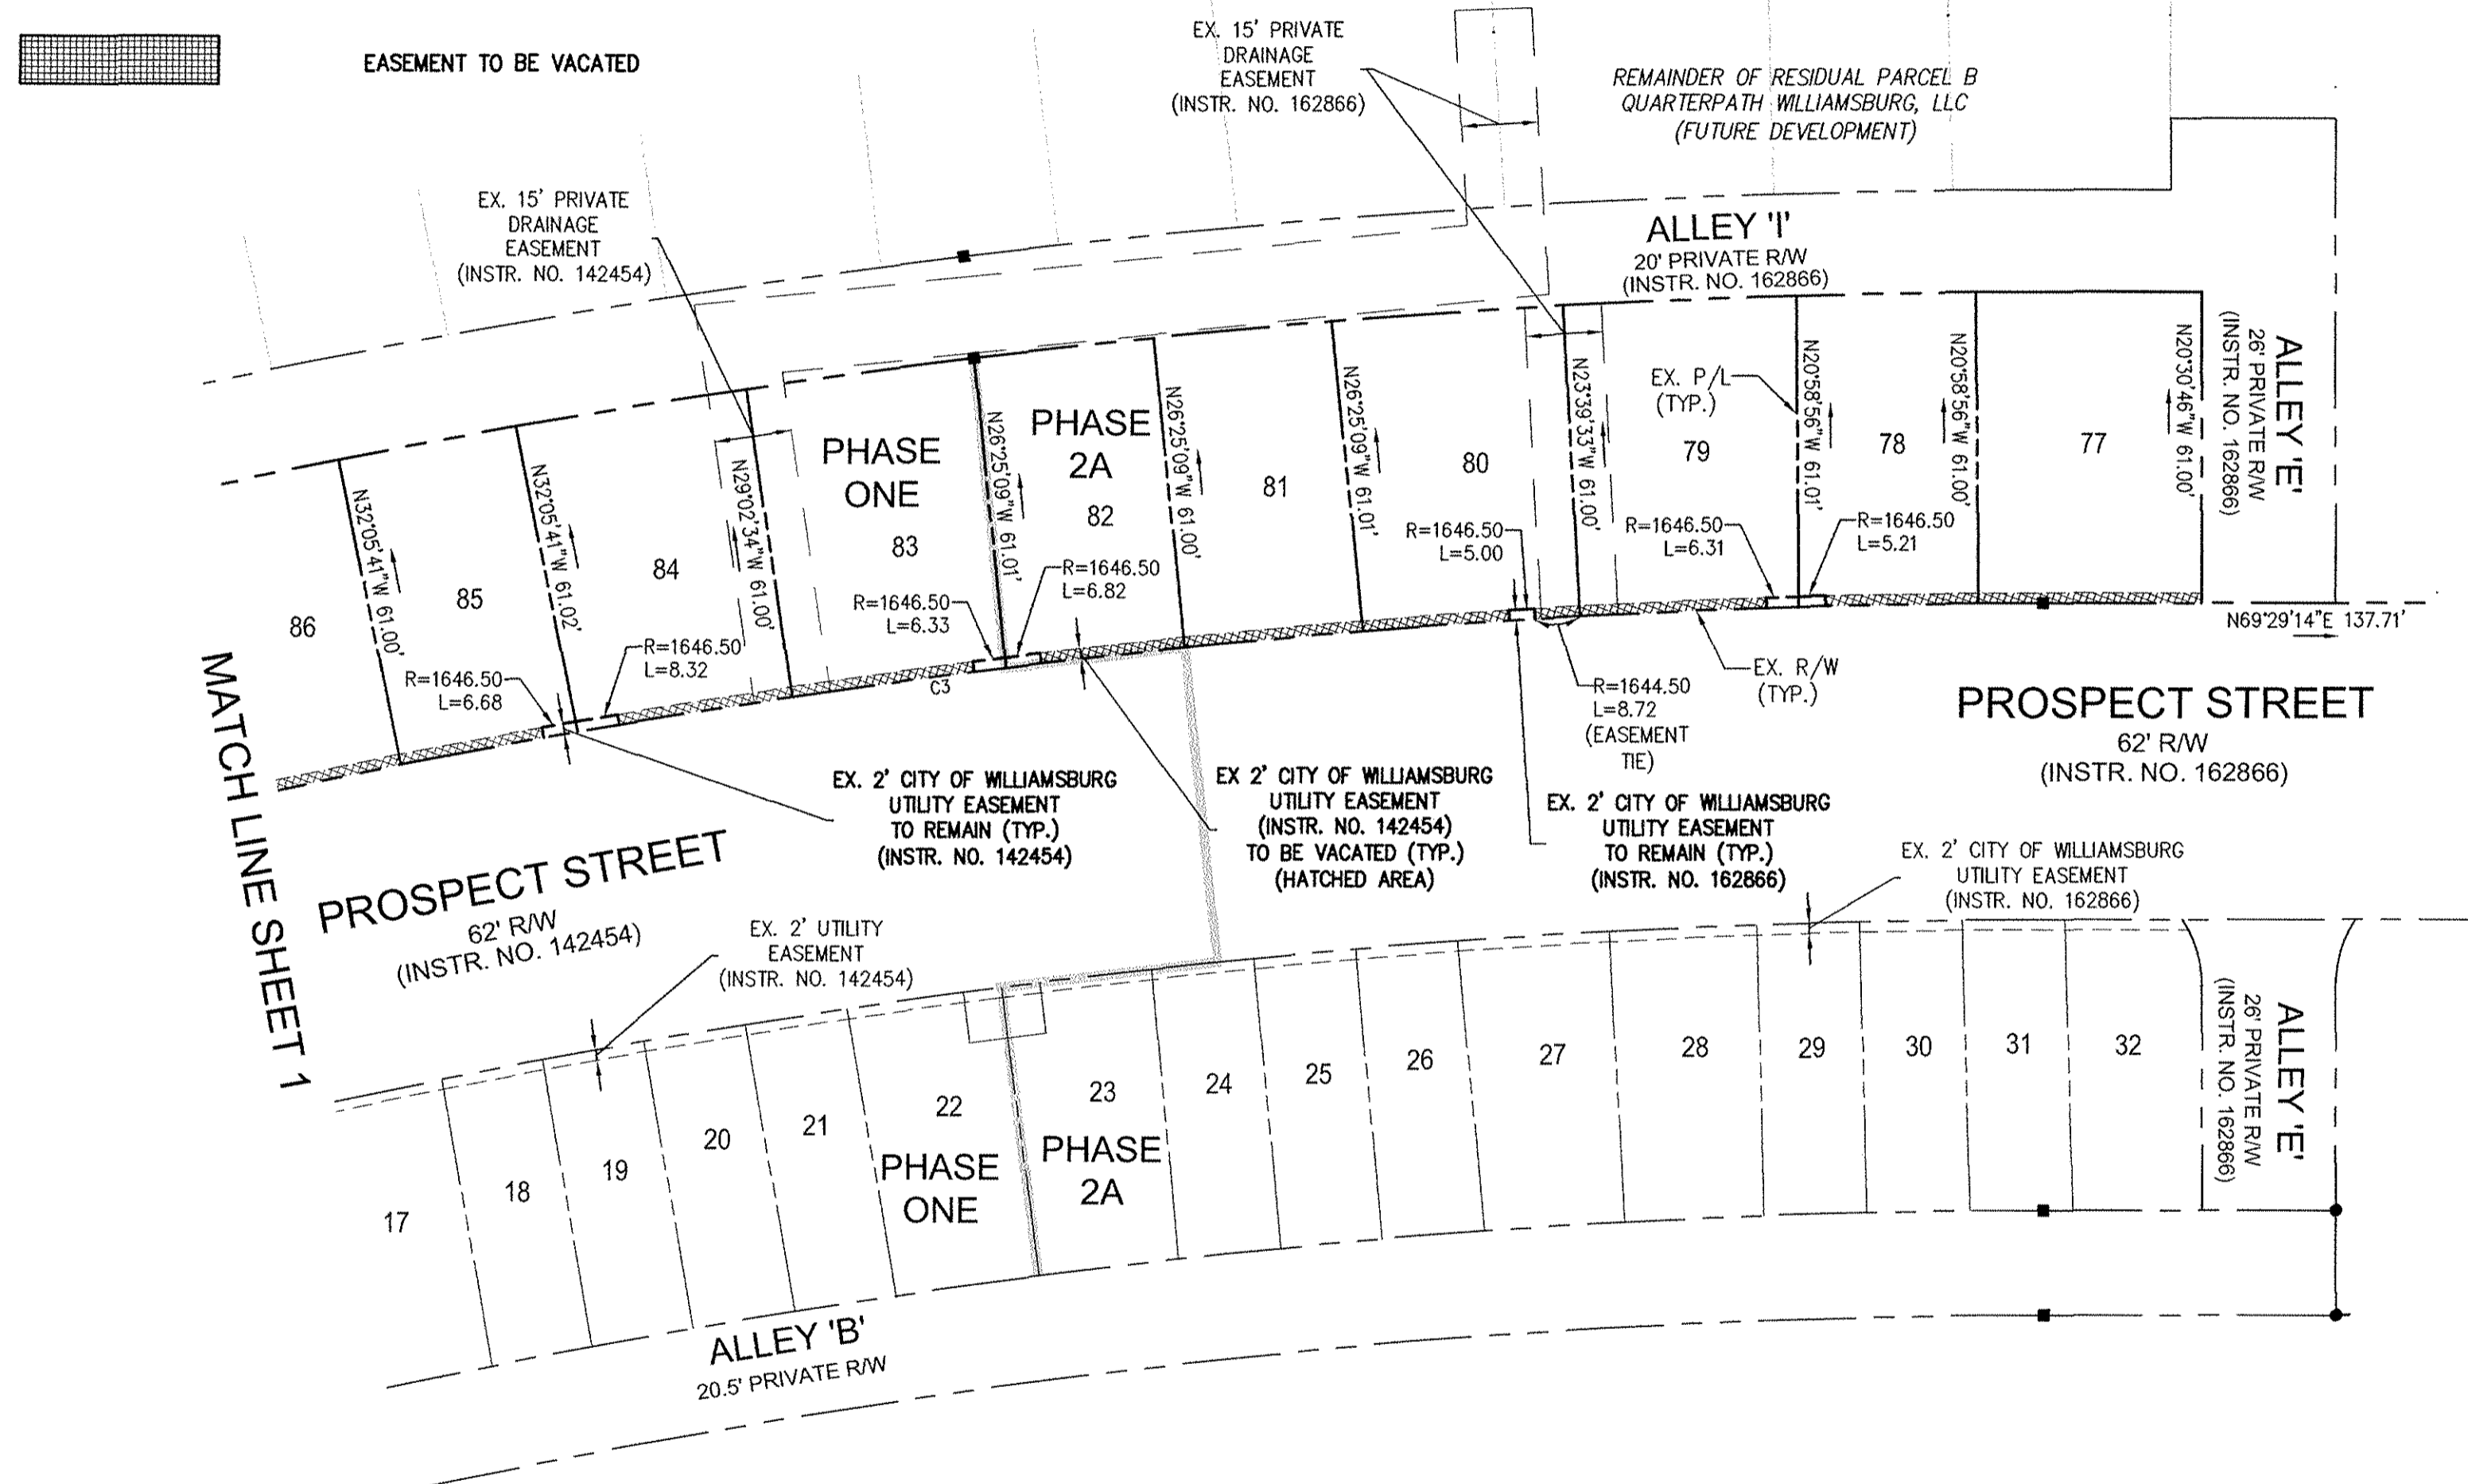 EASEMENT TO BE VACATED
EX. 15' PRIVATE
DRAINAGE
EASEMENT
(INSTR. NO. 162866)
REMAINDER OF RESIDUAL PARCEL B
QUARTERPATH WILLIAMSBURG, LLC
(FUTURE DEVELOPMENT)
EX. 15' PRIVATE
DRAINAGE
EASEMENT
(INSTR. NO. 142454)
ALLEY 'I'
20' PRIVATE R/W
(INSTR. NO. 162866)
ALLEY 'E'
26' PRIVATE R/W
(INSTR. NO. 162866)
N32°05'41"W 61.00'
N32°05'41"W 61.02'
N29°02'34"W 61.00'
N26°25'09"W 61.01'
N26°25'09"W 61.00'
N26°25'09"W 61.01'
N23°39'33"W 61.00'
N20°58'56"W 61.01'
N20°58'56"W 61.00'
N20°30'46"W 61.00'
EX. P/L
(TYP.)
PHASE
ONE
PHASE
2A
86
85
84
83
82
81
80
79
78
77
R=1646.50
L=6.68
R=1646.50
L=8.32
R=1646.50
L=6.33
R=1646.50
L=6.82
R=1646.50
L=5.00
R=1646.50
L=6.31
R=1646.50
L=5.21
C3
R=1644.50
L=8.72
(EASEMENT
TIE)
EX. R/W
(TYP.)
N69°29'14"E 137.71'
PROSPECT STREET
62' R/W
(INSTR. NO. 162866)
MATCH LINE SHEET 1
EX. 2' CITY OF WILLIAMSBURG
UTILITY EASEMENT
TO REMAIN (TYP.)
(INSTR. NO. 142454)
EX 2' CITY OF WILLIAMSBURG
UTILITY EASEMENT
(INSTR. NO. 142454)
TO BE VACATED (TYP.)
(HATCHED AREA)
EX. 2' CITY OF WILLIAMSBURG
UTILITY EASEMENT
TO REMAIN (TYP.)
(INSTR. NO. 162866)
EX. 2' CITY OF WILLIAMSBURG
UTILITY EASEMENT
(INSTR. NO. 162866)
PROSPECT STREET
62' R/W
(INSTR. NO. 142454)
EX. 2' UTILITY
EASEMENT
(INSTR. NO. 142454)
17
18
19
20
21
22
23
24
25
26
27
28
29
30
31
32
PHASE
ONE
PHASE
2A
ALLEY 'E'
26' PRIVATE R/W
(INSTR. NO. 162866)
ALLEY 'B'
20.5' PRIVATE R/W